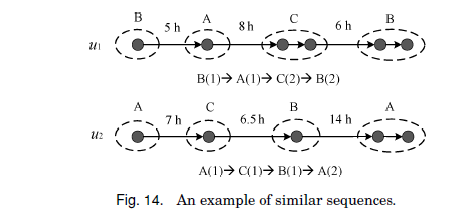 B A C B
5 h 8 h 6 h
u1
B(1)→ A(1)→ C(2)→ B(2)
A C B A
7 h 6.5 h 14 h
u2
A(1)→ C(1)→ B(1)→ A(2)
Fig. 14. An example of similar sequences.